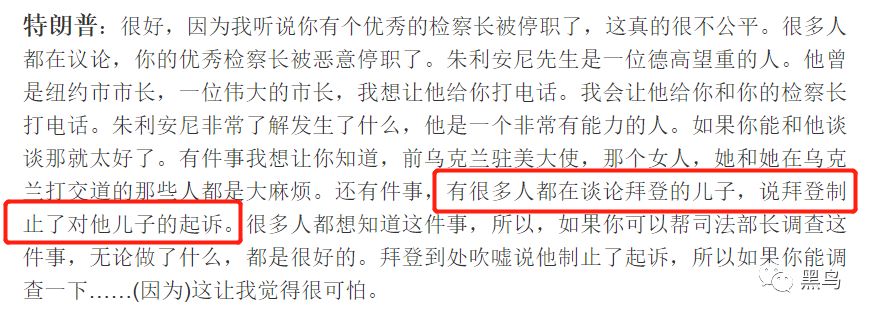 特朗普：很好，因为我听说你有个优秀的检察长被停职了，这真的很不公平。很多人
都在议论，你的优秀检察长被恶意停职了。朱利安尼先生是一位德高望重的人。他曾
是纽约市市长，一位伟大的市长，我想让他给你打电话。我会让他给你和你的检察长
打电话。朱利安尼非常了解发生了什么，他是一个非常有能力的人。如果你能和他谈
谈那就太好了。有件事我想让你知道，前乌克兰驻美大使，那个女人，她和她在乌克
兰打交道的那些人都是大麻烦。还有件事，有很多人都在谈论拜登的儿子，说拜登制
止了对他儿子的起诉。很多人都想知道这件事，所以，如果你可以帮司法部长调查这
件事，无论做了什么，都是很好的。拜登到处吹嘘说他制止了起诉，所以如果你能调
查一下……(因为)这让我觉得很可怕。
黑鸟